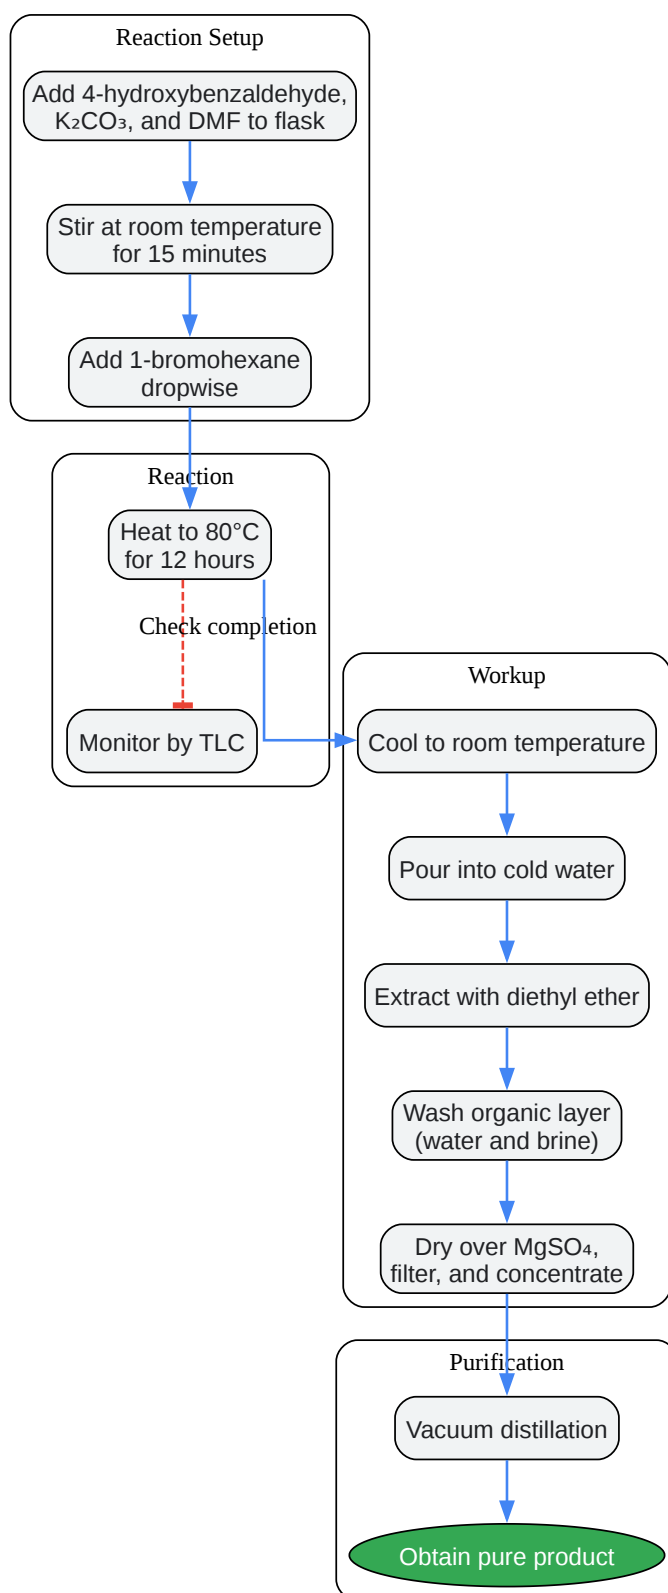 Reaction Setup
Add 4-hydroxybenzaldehyde,
K₂CO₃, and DMF to flask
Stir at room temperature
for 15 minutes
Add 1-bromohexane
dropwise
Reaction
Heat to 80°C
for 12 hours
Check completion
Monitor by TLC
Workup
Cool to room temperature
Pour into cold water
Extract with diethyl ether
Wash organic layer
(water and brine)
Dry over MgSO₄,
filter, and concentrate
Purification
Vacuum distillation
Obtain pure product